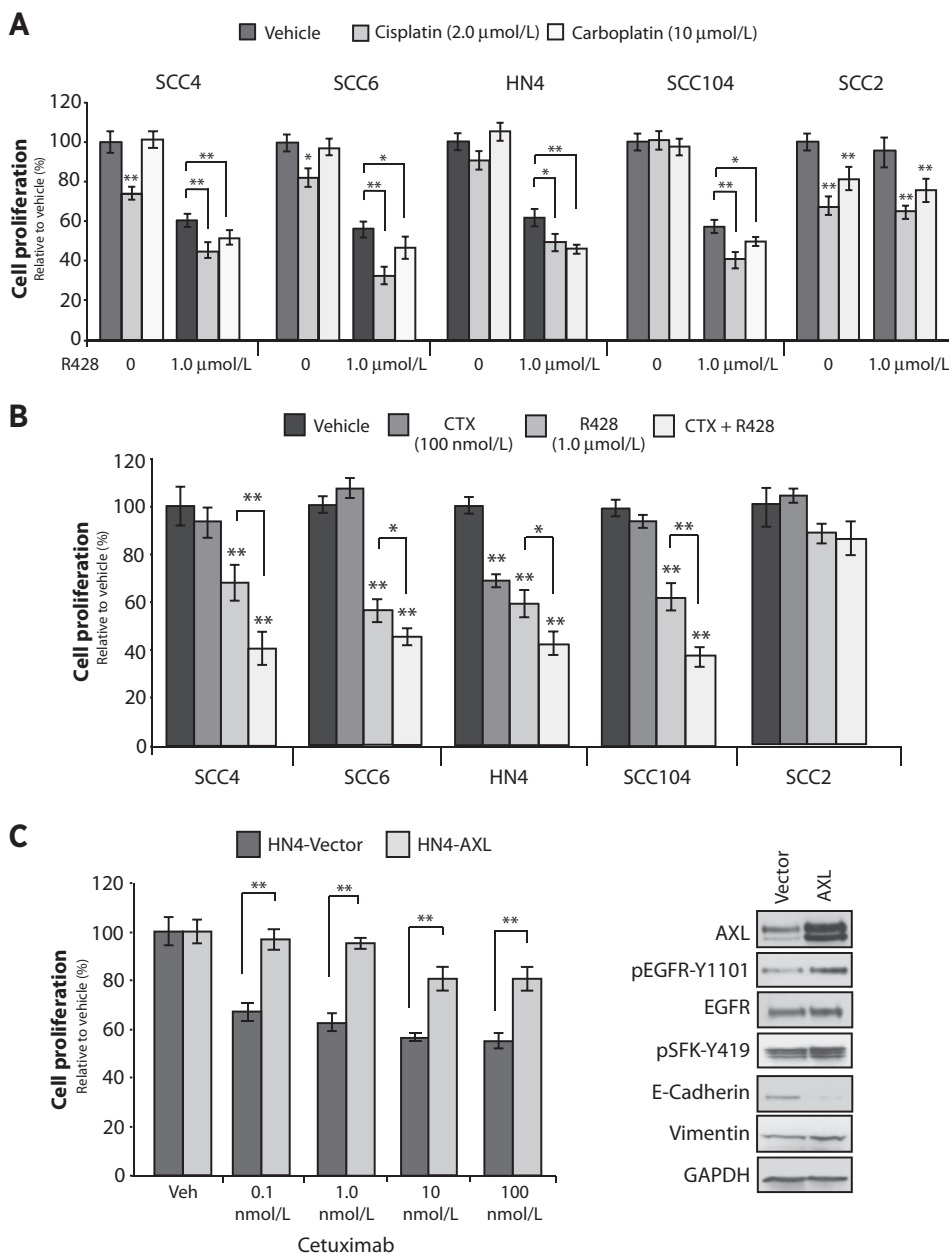 A
Vehicle Cisplatin (2.0 μmol/L) Carboplatin (10 μmol/L)
SCC4 SCC6 HN4 SCC104 SCC2
Cell proliferation
Relative to vehicle (%)
120
100
80
60
40
20
0
** ** ** * ** * * ** ** * ** ** ** **
R428 0 1.0 μmol/L 0 1.0 μmol/L 0 1.0 μmol/L 0 1.0 μmol/L 0 1.0 μmol/L
B
Vehicle CTX (100 nmol/L) R428 (1.0 μmol/L) CTX + R428
Cell proliferation
Relative to vehicle (%)
120
100
80
60
40
20
0
** ** ** ** * ** ** ** * ** ** ** **
SCC4 SCC6 HN4 SCC104 SCC2
C
HN4-Vector HN4-AXL
Cell proliferation
Relative to vehicle (%)
120
100
80
60
40
20
0
** ** ** **
Veh 0.1 1.0 10 100
nmol/L nmol/L nmol/L nmol/L
Cetuximab
Vector AXL
AXL
pEGFR-Y1101
EGFR
pSFK-Y419
E-Cadherin
Vimentin
GAPDH